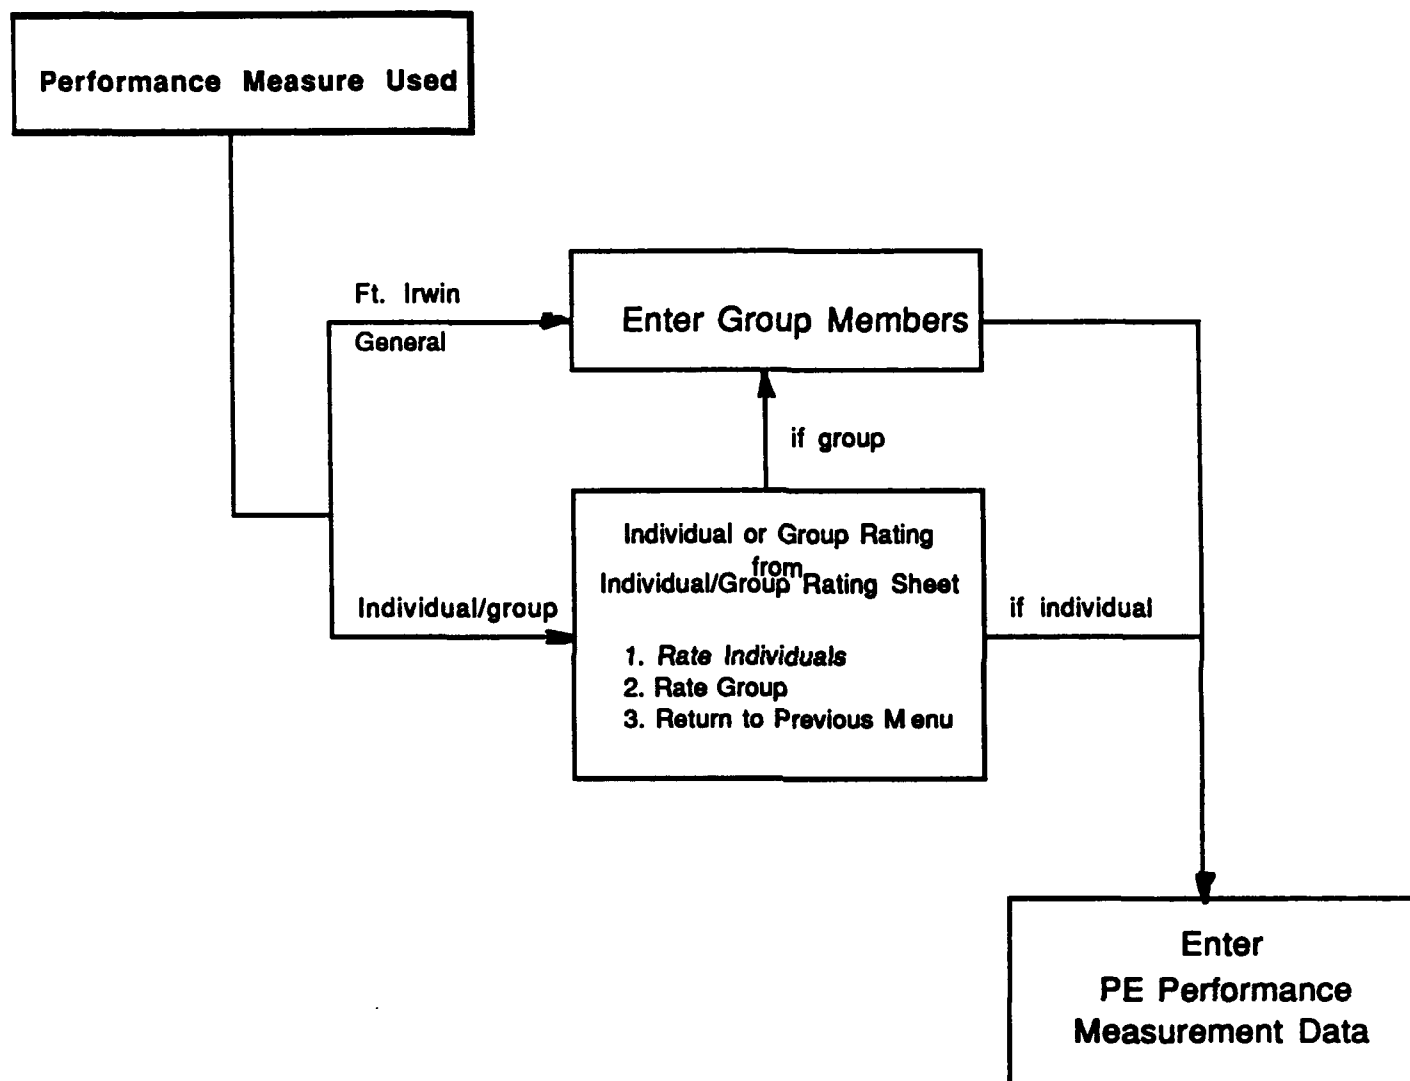 Performance Measure Used
Ft. Irwin
General
Enter Group Members
if group
Individual or Group Rating
from
Individual/Group Rating Sheet
Individual/group
if individual
1. Rate Individuals
2. Rate Group
3. Return to Previous Menu
Enter
PE Performance
Measurement Data